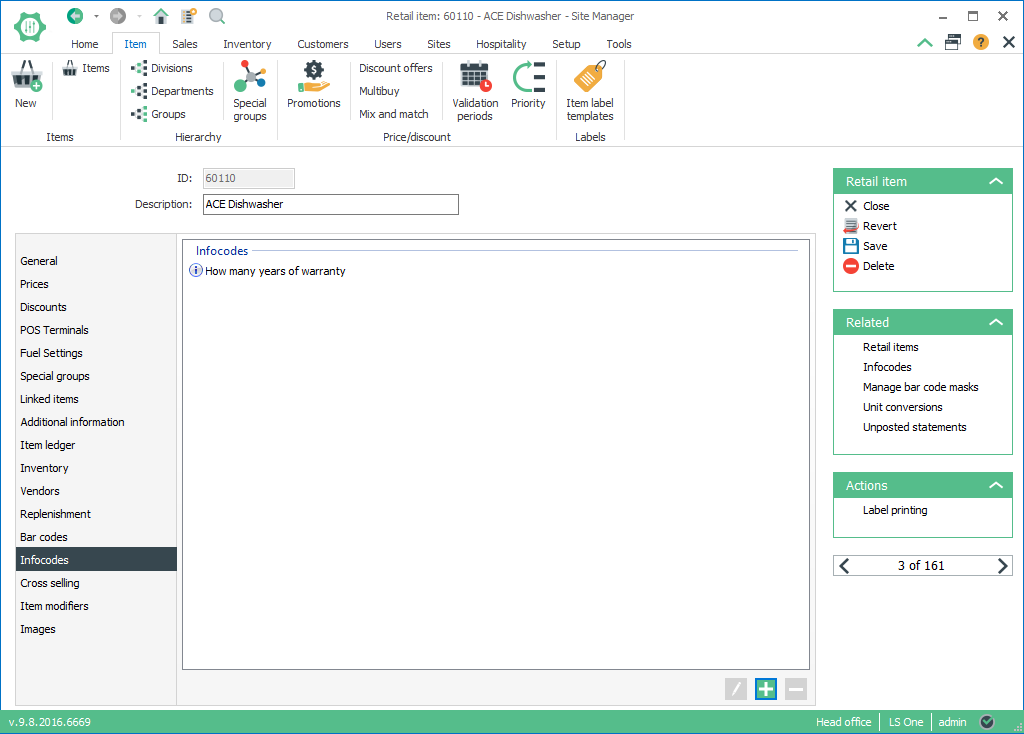 Retail item: 60110 - ACE Dishwasher - Site Manager
Home Item Sales Inventory Customers Users Sites Hospitality Setup Tools
New
Items
Items
Divisions
Departments
Groups
Special
groups
Hierarchy
Promotions
Discount offers
Multibuy
Mix and match
Validation
periods
Priority
Price/discount
Item label
templates
Labels
ID: 60110
Description: ACE Dishwasher
General
Prices
Discounts
POS Terminals
Fuel Settings
Special groups
Linked items
Additional information
Item ledger
Inventory
Vendors
Replenishment
Bar codes
Infocodes
Cross selling
Item modifiers
Images
Infocodes
How many years of warranty
Retail item
Close
Revert
Save
Delete
Related
Retail items
Infocodes
Manage bar code masks
Unit conversions
Unposted statements
Actions
Label printing
3 of 161
v.9.8.2016.6669
Head office LS One admin